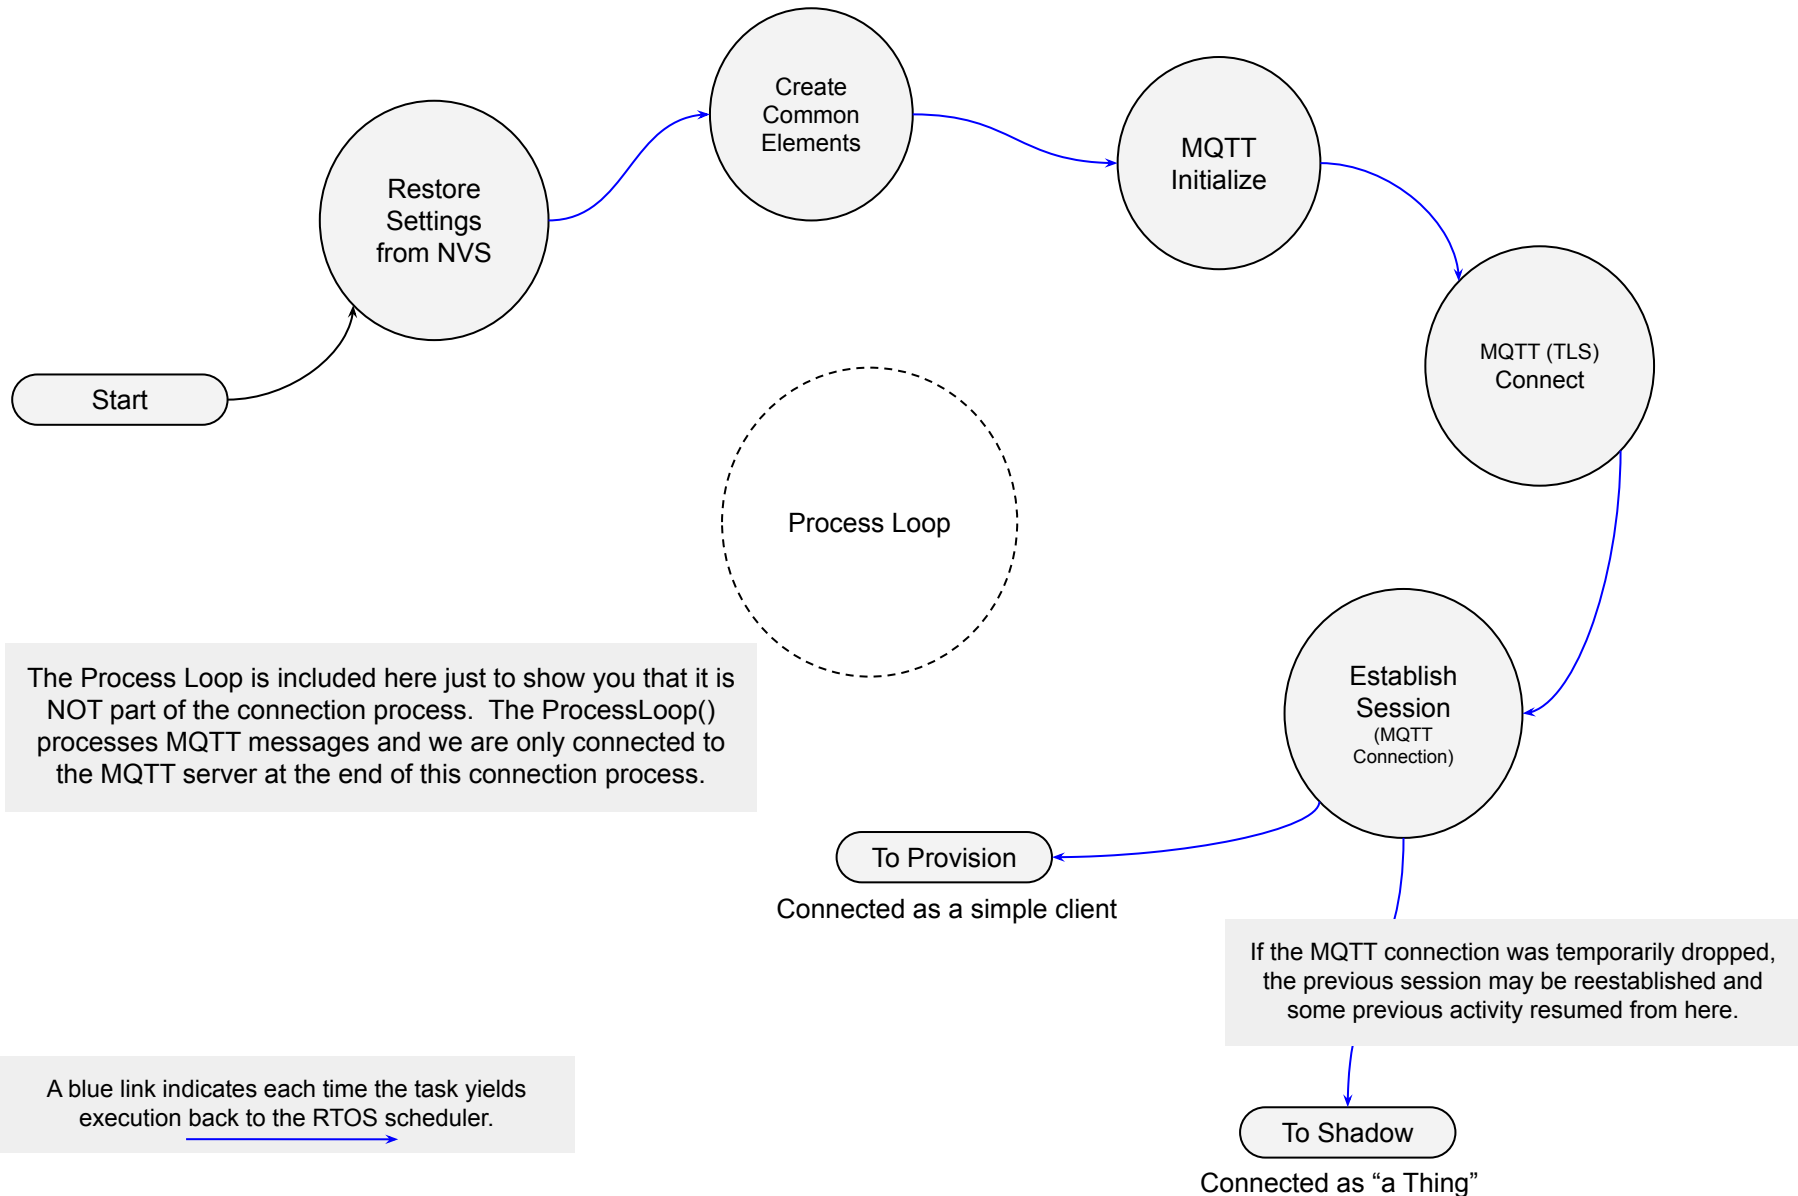 Create
Common
Elements
MQTT
Initialize
Restore
Settings
from NVS
MQTT (TLS)
Connect
Start
Process Loop
The Process Loop is included here just to show you that it is
NOT part of the connection process.  The ProcessLoop()
processes MQTT messages and we are only connected to
the MQTT server at the end of this connection process.
Establish
Session
(MQTT
Connection)
To Provision
Connected as a simple client
If the MQTT connection was temporarily dropped,
the previous session may be reestablished and
some previous activity resumed from here.
A blue link indicates each time the task yields
execution back to the RTOS scheduler.
To Shadow
Connected as “a Thing”